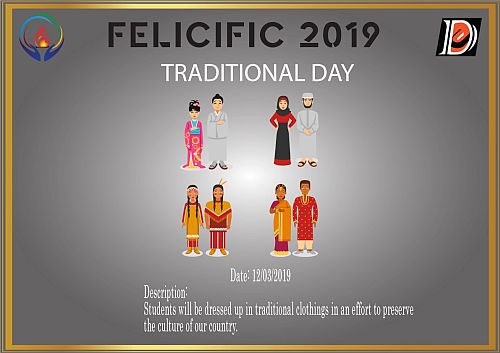 FELICIFIC 2019
TRADITIONAL DAY
Date: 12/03/2019
Description:
Students will be dressed up in traditional clothings in an effort to preserve
the culture of our country.